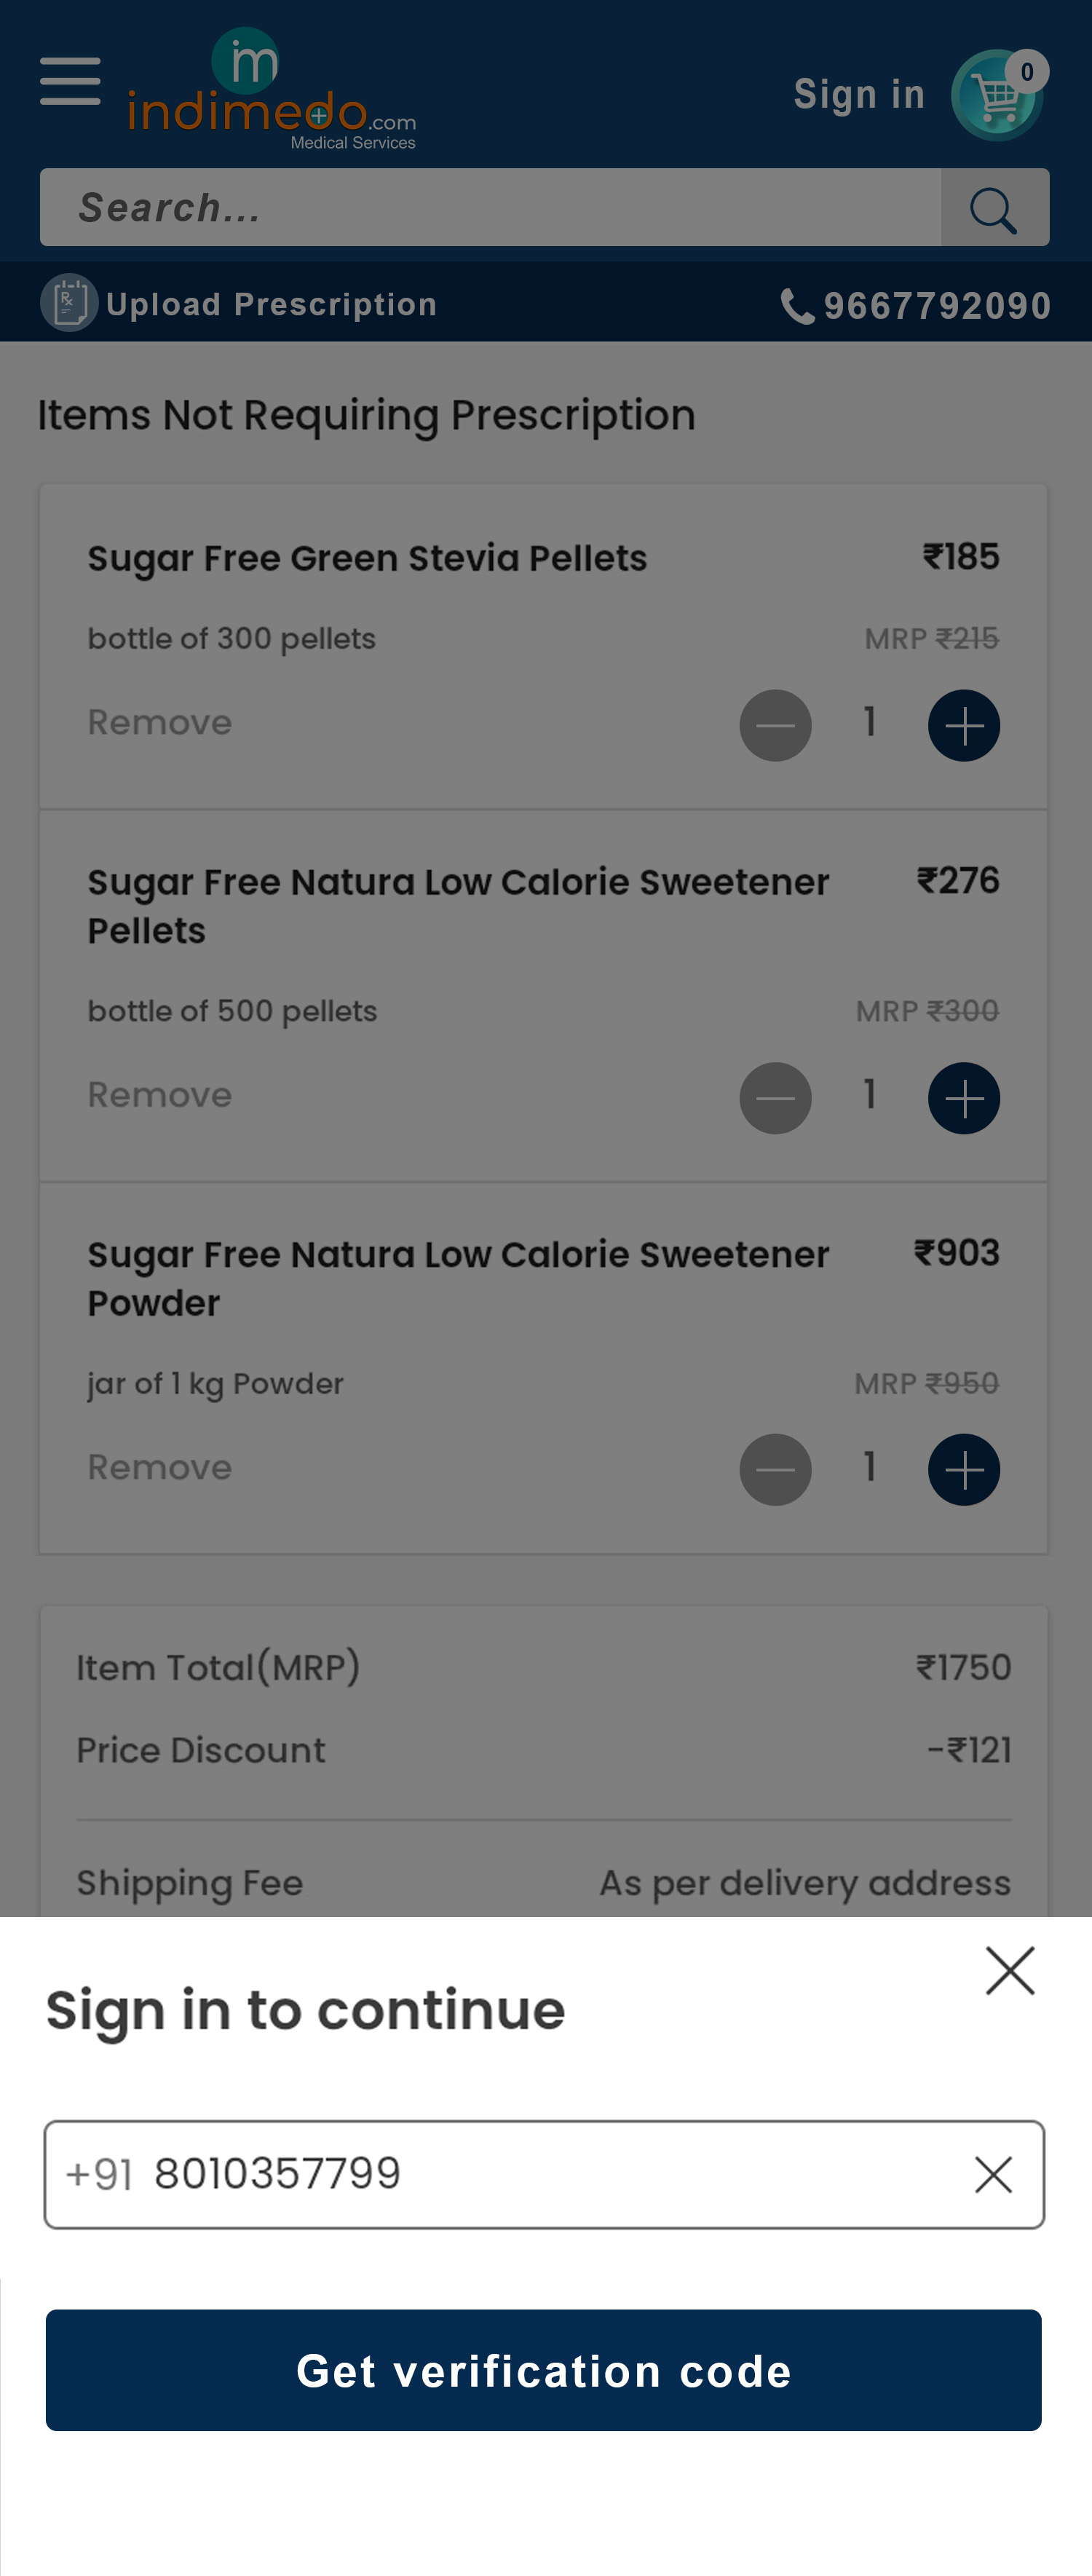 im
indimedo.com
Medical Services
Sign in
0
Search...
Rx
Upload Prescription
9667792090
Items Not Requiring Prescription
Sugar Free Green Stevia Pellets
₹185
bottle of 300 pellets
MRP ₹215
Remove
1
Sugar Free Natura Low Calorie Sweetener
Pellets
₹276
bottle of 500 pellets
MRP ₹300
Remove
1
Sugar Free Natura Low Calorie Sweetener
Powder
₹903
jar of 1 kg Powder
MRP ₹950
Remove
1
Item Total(MRP)
₹1750
Price Discount
-₹121
Shipping Fee
As per delivery address
Sign in to continue
+91 8010357799
Get verification code